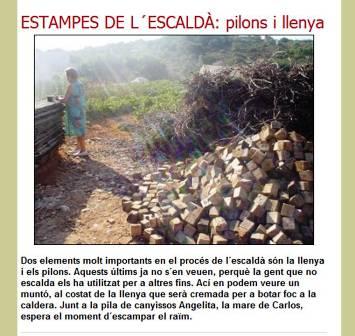 ESTAMPES DE L´ESCALDÀ: pilons i llenya
Dos elements molt importants en el procés de l´escaldà són la llenya
i els pilons. Aquests últims ja no s´en veuen, perquè la gent que no
escalda els ha utilitzat per a altres fins. Ací en podem veure un
muntó, al costat de la llenya que serà cremada per a botar foc a la
caldera. Junt a la pila de canyissos Angelita, la mare de Carlos,
espera el moment d´escampar el raïm.